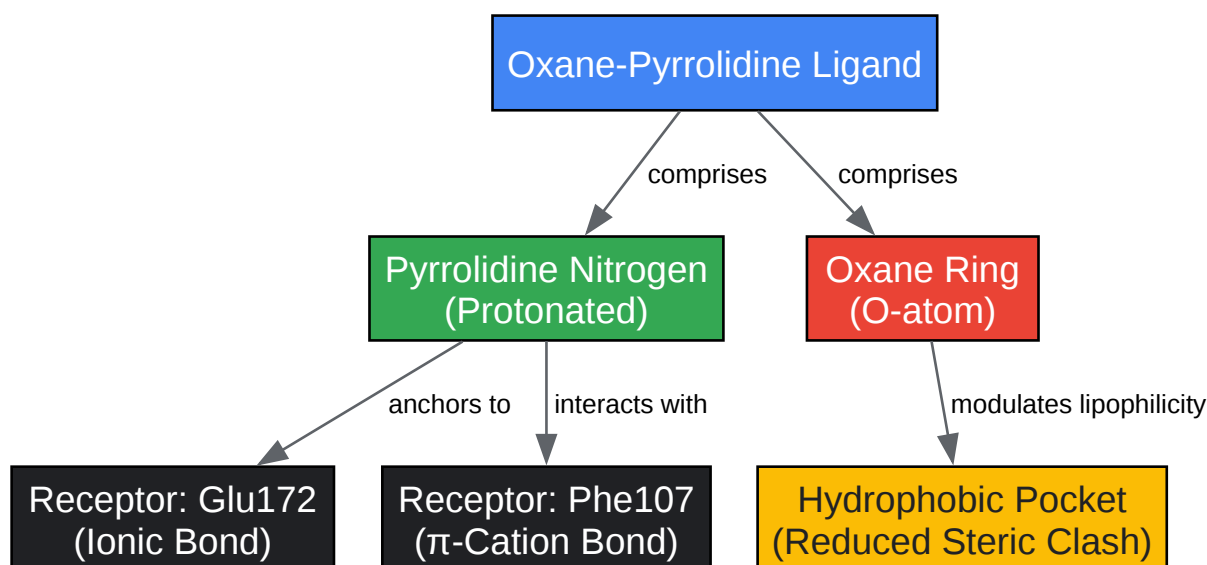 Oxane-Pyrrolidine Ligand
comprises
comprises
Pyrrolidine Nitrogen
(Protonated)
Oxane Ring
(O-atom)
anchors to
interacts with
modulates lipophilicity
Receptor: Glu172
(Ionic Bond)
Receptor: Phe107
(π-Cation Bond)
Hydrophobic Pocket
(Reduced Steric Clash)